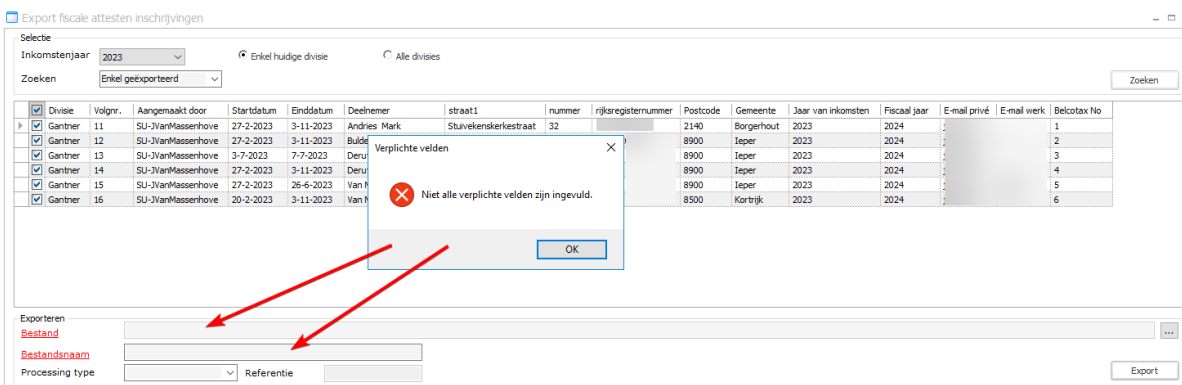 Export fiscale attesten inschrijvingen
Selectie
Inkomstenjaar 2023 Enkel huidige divisie Alle divisies
Zoeken Enkel geëxporteerd Zoeken
Divisie Volgnr. Aangemaakt door Startdatum Einddatum Deelnemer straat1 nummer rijksregisternummer Postcode Gemeente Jaar van inkomsten Fiscaal jaar E-mail privé E-mail werk Belcotax No
Gantner 11 SU-JVanMassenhove 27-2-2023 3-11-2023 Andries Mark Stuivekenskerkestraat 32 2140 Borgerhout 2023 2024 1
Gantner 12 SU-JVanMassenhove 27-2-2023 3-11-2023 8900 Ieper 2023 2024 2
Gantner 13 SU-JVanMassenhove 3-7-2023 7-7-2023 8900 Ieper 2023 2024 3
Gantner 14 SU-JVanMassenhove 27-2-2023 3-11-2023 8900 Ieper 2023 2024 4
Gantner 15 SU-JVanMassenhove 27-2-2023 26-6-2023 Van 8900 Ieper 2023 2024 5
Gantner 16 SU-JVanMassenhove 20-2-2023 3-11-2023 Van 8500 Kortrijk 2023 2024 6
Verplichte velden
Niet alle verplichte velden zijn ingevuld.
OK
Exporteren
Bestand ...
Bestandsnaam
Processing type Referentie Export